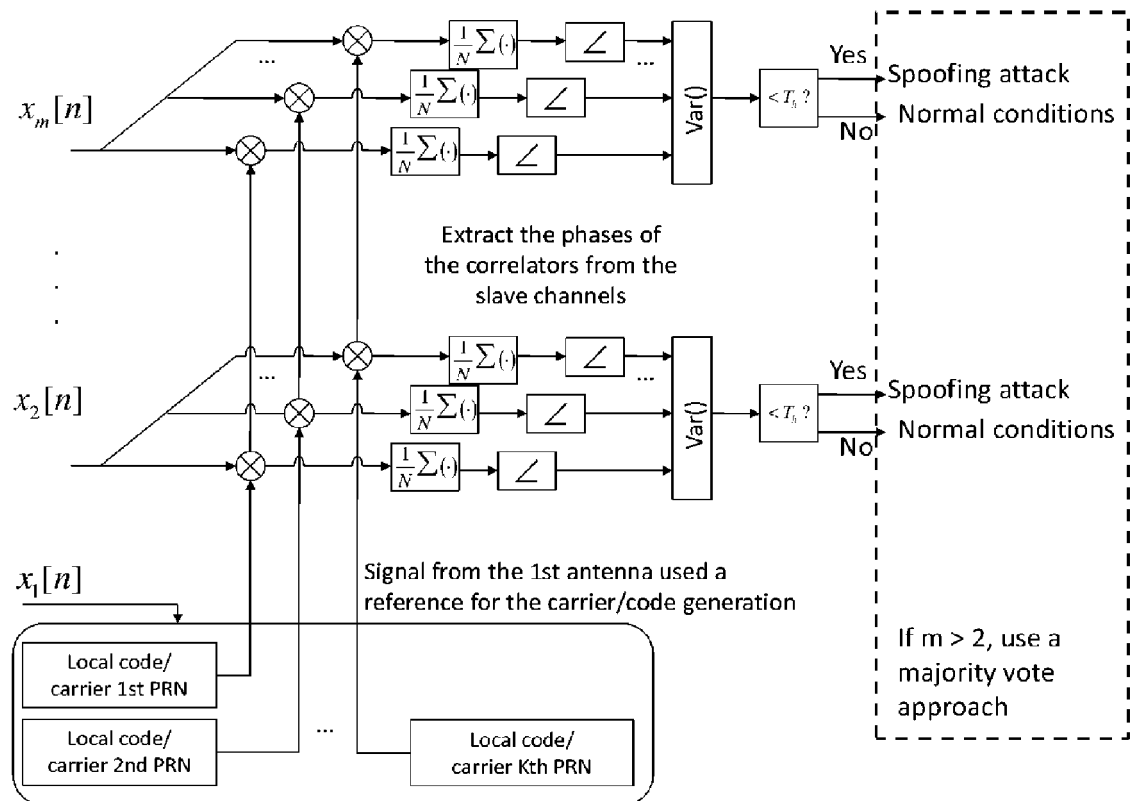 1/N Σ(·)
∠
...
...
Yes
Spoofing attack
x_m[n]
1/N Σ(·)
∠
Var()
< T_h ?
Normal conditions
No
1/N Σ(·)
∠
Extract the phases of
the correlators from the
slave channels
1/N Σ(·)
∠
...
...
Yes
Spoofing attack
x_2[n]
1/N Σ(·)
∠
Var()
< T_h ?
Normal conditions
No
1/N Σ(·)
∠
x_1[n]
Signal from the 1st antenna used a
reference for the carrier/code generation
Local code/
carrier 1st PRN
Local code/
carrier 2nd PRN
...
Local code/
carrier Kth PRN
If m > 2, use a
majority vote
approach